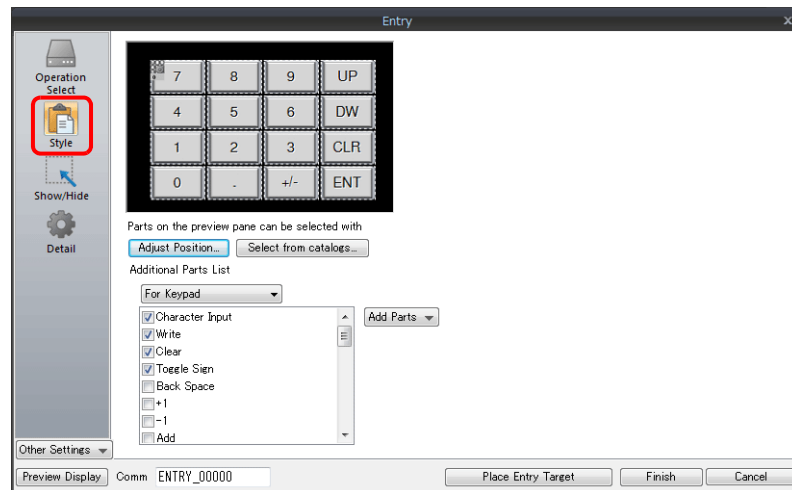 Entry
x
Operation
Select
Style
Show/Hide
Detail
Other Settings
7 8 9 UP
4 5 6 DW
1 2 3 CLR
0 . +/- ENT
Parts on the preview pane can be selected with
Adjust Position... Select from catalogs...
Additional Parts List
For Keypad
Character Input
Write
Clear
Toggle Sign
Back Space
+1
-1
Add
Add Parts
Preview Display Comm ENTRY_00000 Place Entry Target Finish Cancel